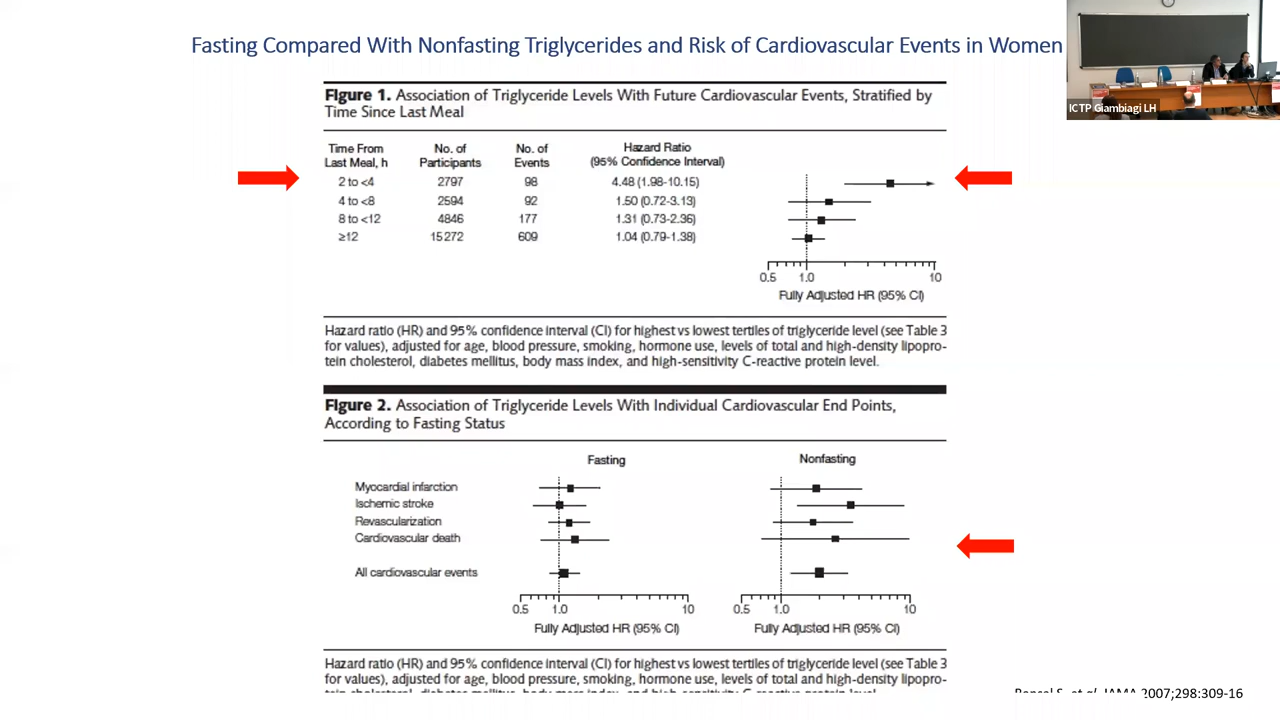 Fasting Compared With Nonfasting Triglycerides and Risk of Cardiovascular Events in Women
ICTP Giambiagi LH
Figure 1. Association of Triglyceride Levels With Future Cardiovascular Events, Stratified by
Time Since Last Meal
Time From Last Meal, h No. of Participants No. of Events Hazard Ratio (95% Confidence Interval)
2 to <4 2797 98 4.48 (1.98-10.15)
4 to <8 2594 92 1.50 (0.72-3.13)
8 to <12 4846 177 1.31 (0.73-2.36)
≥12 15272 609 1.04 (0.79-1.38)
0.5 1.0 10
Fully Adjusted HR (95% CI)
Hazard ratio (HR) and 95% confidence interval (CI) for highest vs lowest tertiles of triglyceride level (see Table 3
for values), adjusted for age, blood pressure, smoking, hormone use, levels of total and high-density lipopro-
tein cholesterol, diabetes mellitus, body mass index, and high-sensitivity C-reactive protein level.
Figure 2. Association of Triglyceride Levels With Individual Cardiovascular End Points,
According to Fasting Status
Fasting Nonfasting
Myocardial infarction
Ischemic stroke
Revascularization
Cardiovascular death
All cardiovascular events
0.5 1.0 10 0.5 1.0 10
Fully Adjusted HR (95% CI) Fully Adjusted HR (95% CI)
Hazard ratio (HR) and 95% confidence interval (CI) for highest vs lowest tertiles of triglyceride level (see Table 3
for values), adjusted for age, blood pressure, smoking, hormone use, levels of total and high-density lipopro-
JAMA 2007;298:309-16